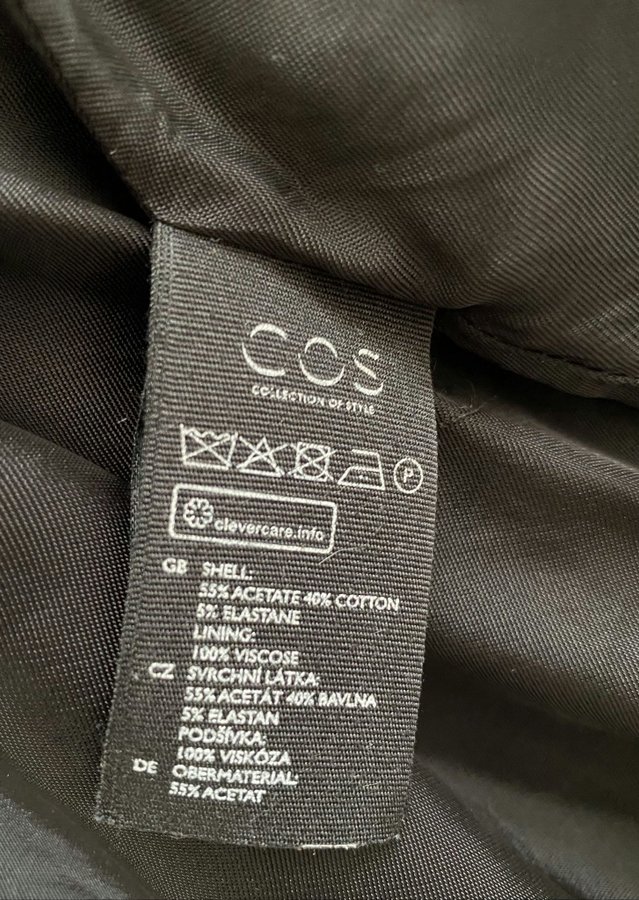 COS
COLLECTION OF STYLE
P
clevercare.info
GB SHELL:
55% ACETATE 40% COTTON
5% ELASTANE
LINING:
100% VISCOSE
CZ SVRCHNÍ LÁTKA:
55% ACETÁT 40% BAVLNA
5% ELASTAN
PODŠÍVKA:
100% VISKÓZA
DE OBERMATERIAL:
55% ACETAT